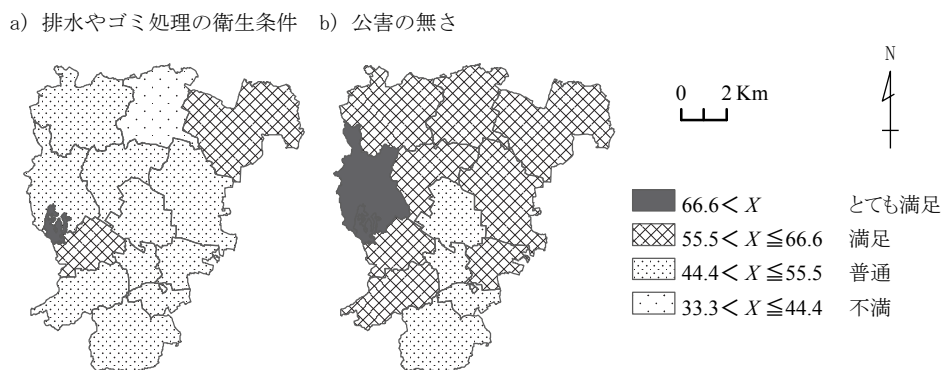 a) 排水やゴミ処理の衛生条件 b) 公害の無さ
N
0 2 Km
66.6< X とても満足
55.5< X ≦66.6 満足
44.4< X ≦55.5 普通
33.3< X ≦44.4 不満